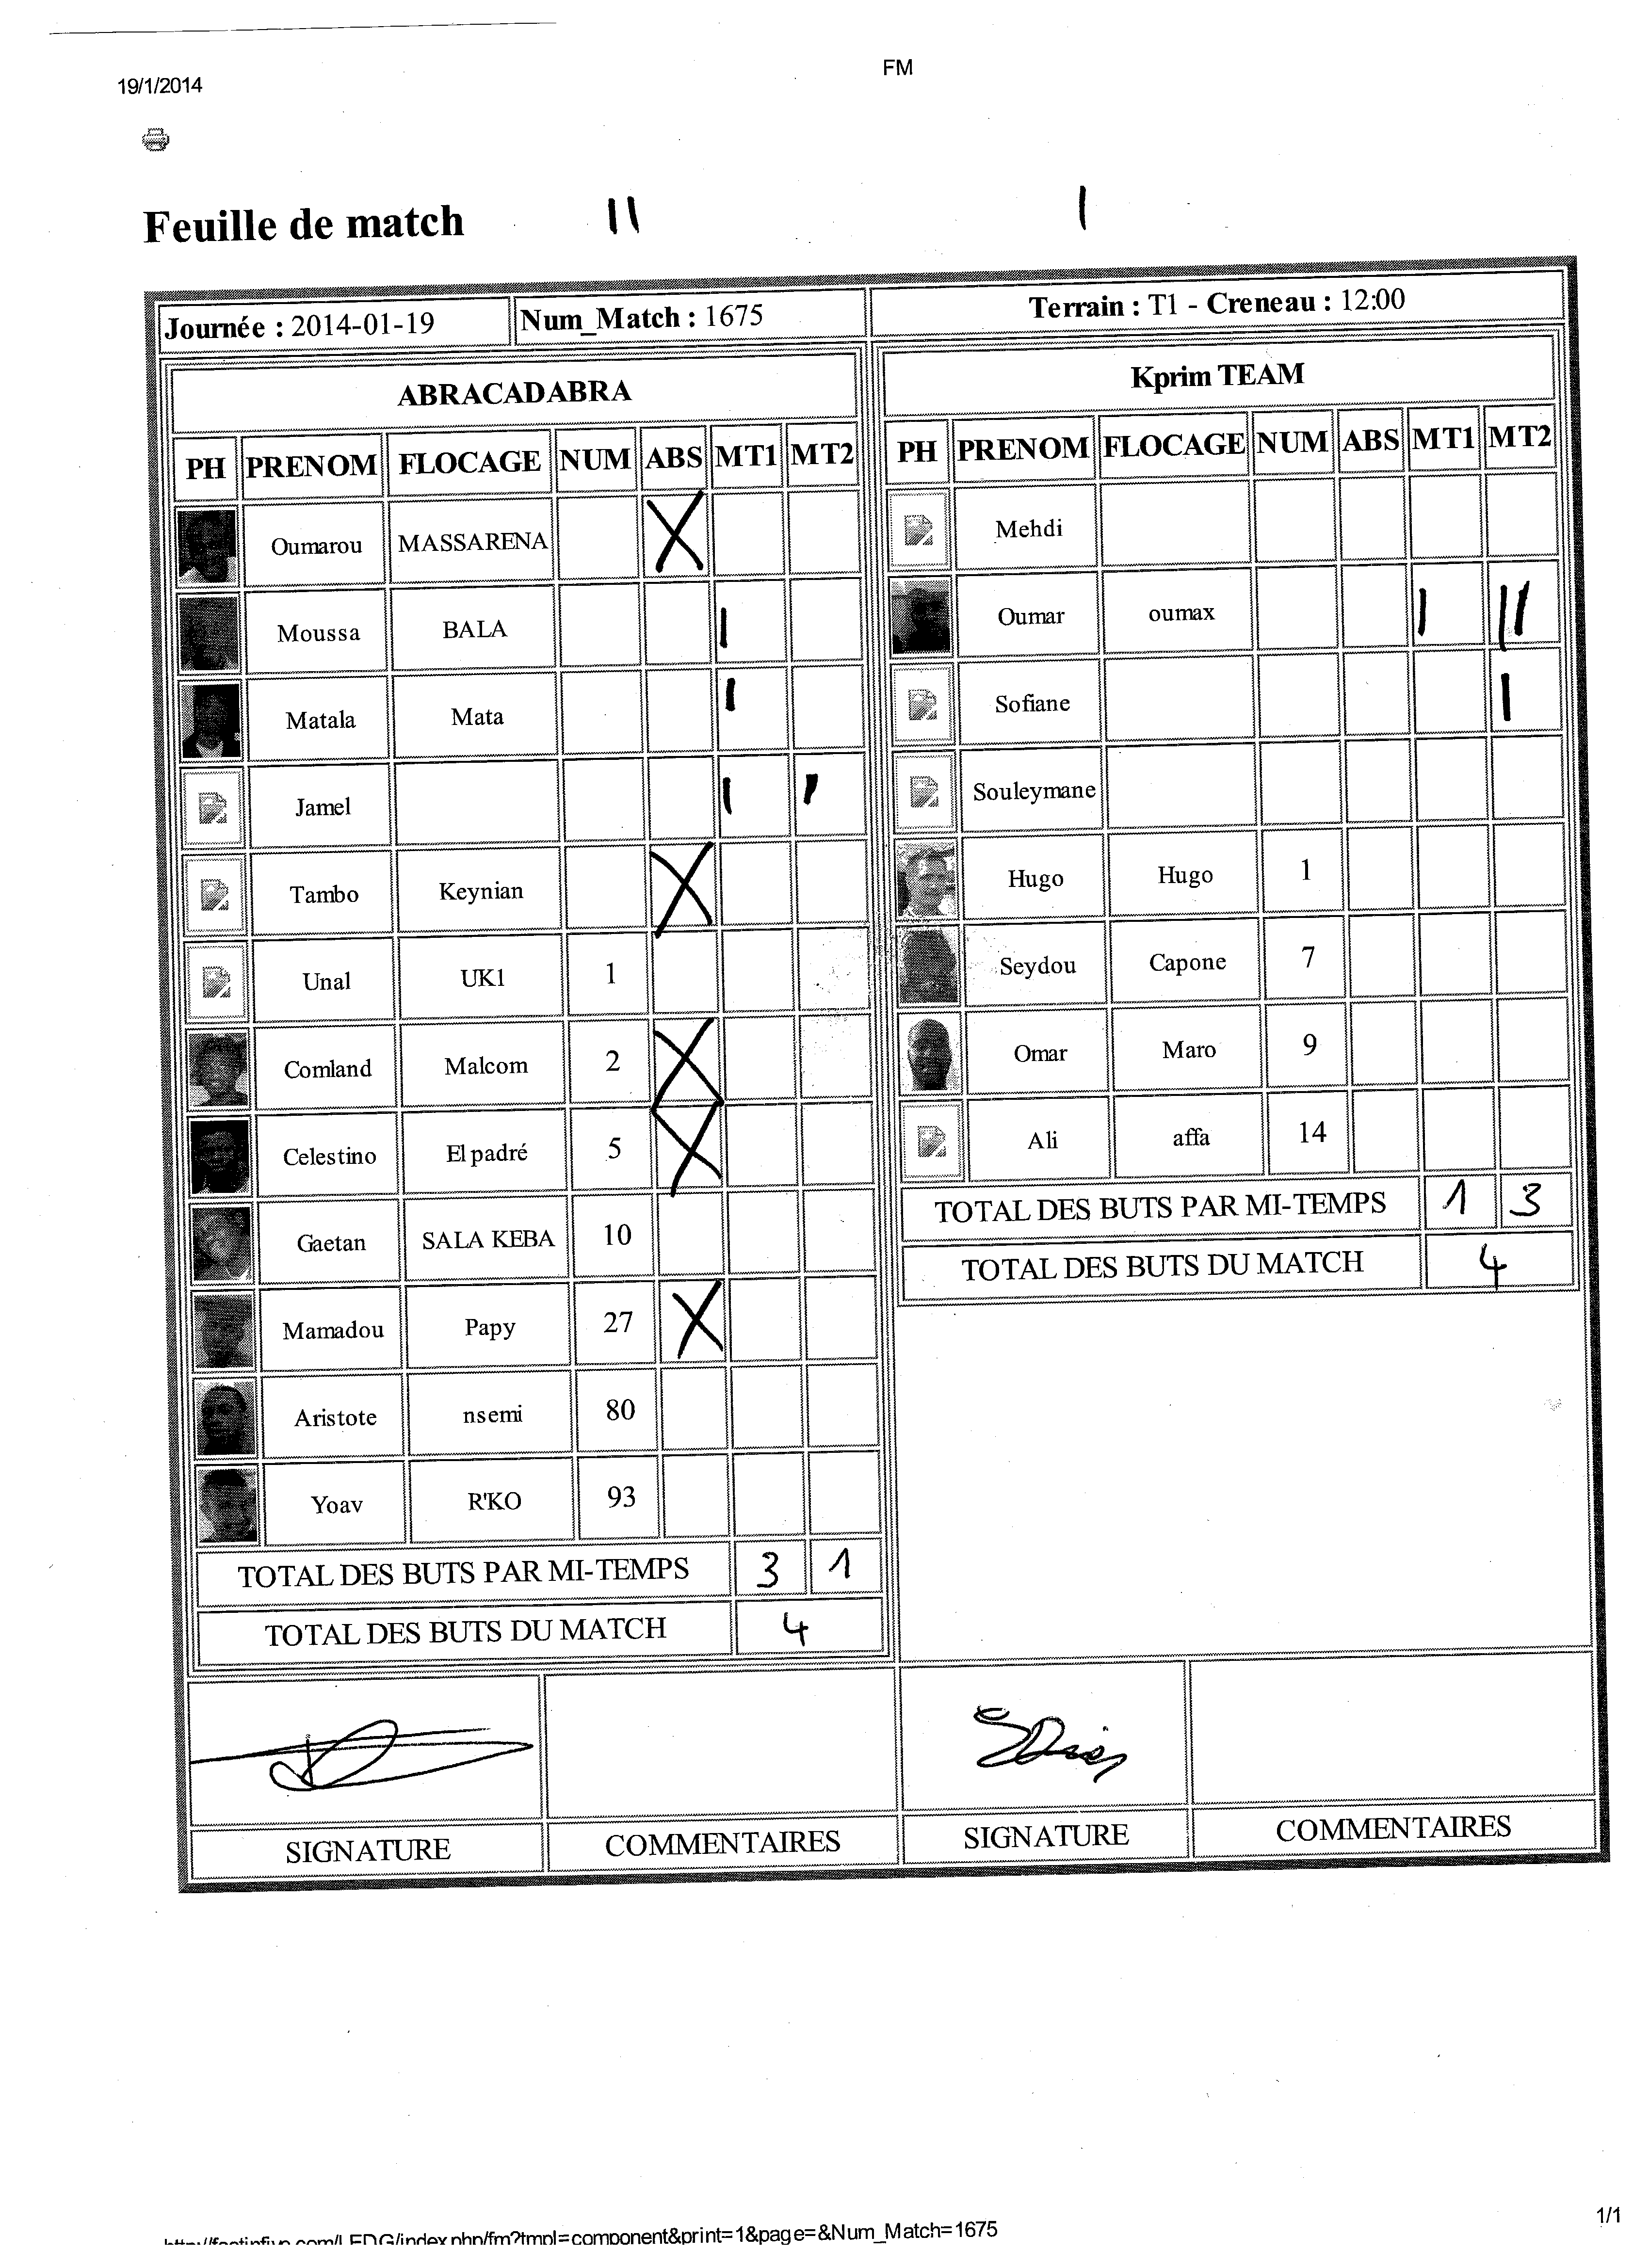 19/1/2014
FM
Feuille de match
Journée : 2014-01-19 Num_Match : 1675 Terrain : T1 - Creneau : 12:00
ABRACADABRA
PH PRENOM FLOCAGE NUM ABS MT1 MT2
Oumarou MASSARENA X
Moussa BALA I
Matala Mata I
Jamel I I
Tambo Keynian X
Unal UK1 1
Comland Malcom 2 X
Celestino El padré 5 X
Gaetan SALA KEBA 10
Mamadou Papy 27 X
Aristote nsemi 80
Yoav R'KO 93
TOTAL DES BUTS PAR MI-TEMPS 3 1
TOTAL DES BUTS DU MATCH 4
SIGNATURE COMMENTAIRES
Kprim TEAM
PH PRENOM FLOCAGE NUM ABS MT1 MT2
Mehdi
Oumar oumax I II
Sofiane I
Souleymane
Hugo Hugo 1
Seydou Capone 7
Omar Maro 9
Ali affa 14
TOTAL DES BUTS PAR MI-TEMPS 1 3
TOTAL DES BUTS DU MATCH 4
SIGNATURE COMMENTAIRES
http://footinfive.com/LEDG/index.php/fm?tmpl=component&print=1&page=&Num_Match=1675
1/1